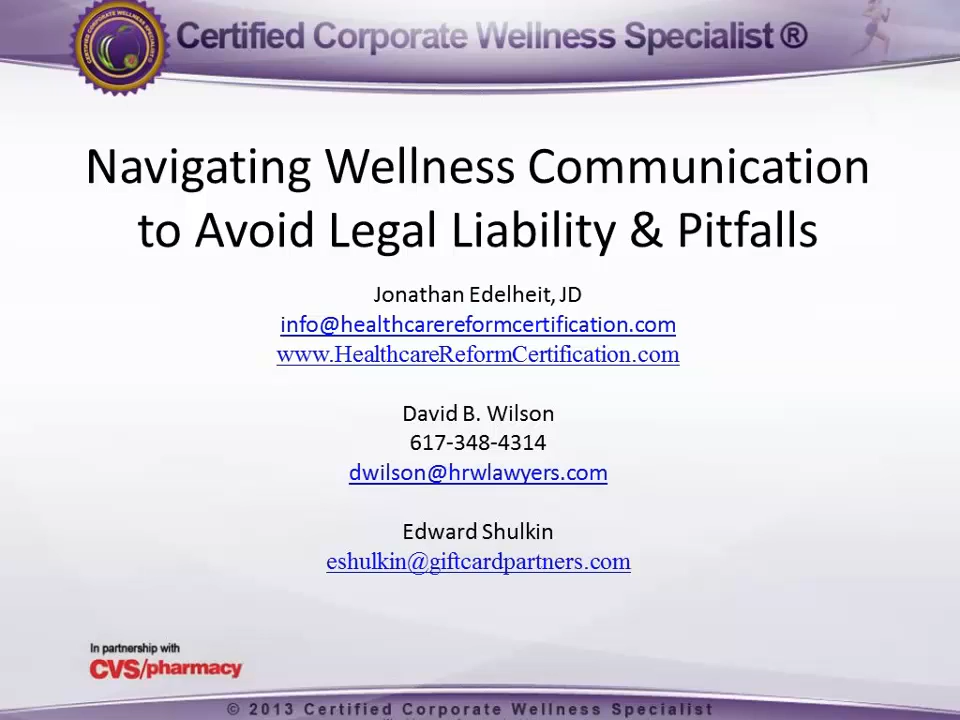 Certified Corporate Wellness Specialist ®
Navigating Wellness Communication
to Avoid Legal Liability & Pitfalls
Jonathan Edelheit, JD
info@healthcarereformcertification.com
www.HealthcareReformCertification.com
David B. Wilson
617-348-4314
dwilson@hrwlawyers.com
Edward Shulkin
eshulkin@giftcardpartners.com
In partnership with
CVS/pharmacy
© 2013 Certified Corporate Wellness Specialist